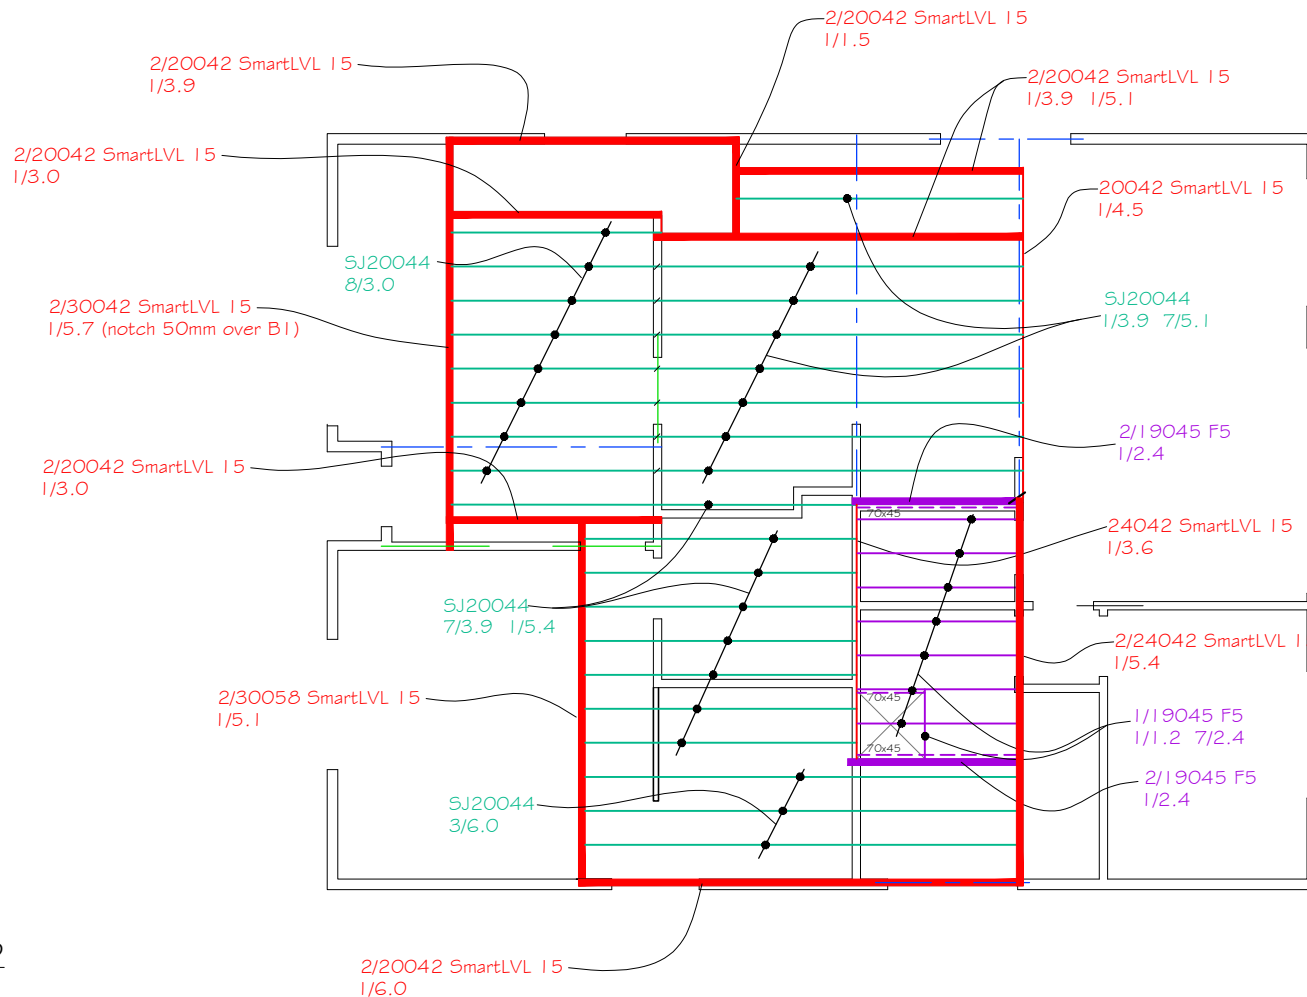 2/20042 SmartLVL 15
1/1.5
2/20042 SmartLVL 15
1/3.9
2/20042 SmartLVL 15
1/3.9 1/5.1
2/20042 SmartLVL 15
1/3.0
20042 SmartLVL 15
1/4.5
SJ20044
8/3.0
2/30042 SmartLVL 15
1/5.7 (notch 50mm over B1)
SJ20044
1/3.9 7/5.1
2/19045 F5
1/2.4
2/20042 SmartLVL 15
1/3.0
70x45
24042 SmartLVL 15
1/3.6
SJ20044
7/3.9 1/5.4
2/24042 SmartLVL 1
1/5.4
2/30058 SmartLVL 15
1/5.1
70x45
1/19045 F5
1/1.2 7/2.4
70x45
2/19045 F5
1/2.4
SJ20044
3/6.0
2/20042 SmartLVL 15
1/6.0